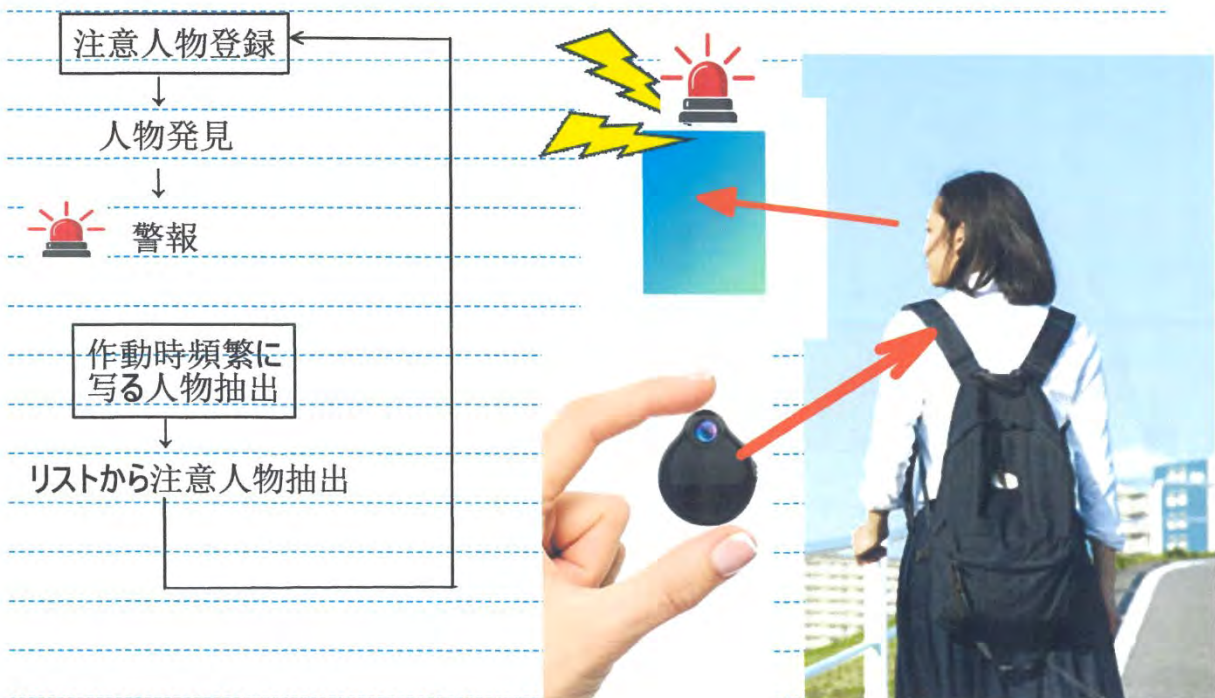 注意人物登録
↓
人物発見
↓
警報
作動時頻繁に
写る人物抽出
↓
リストから注意人物抽出